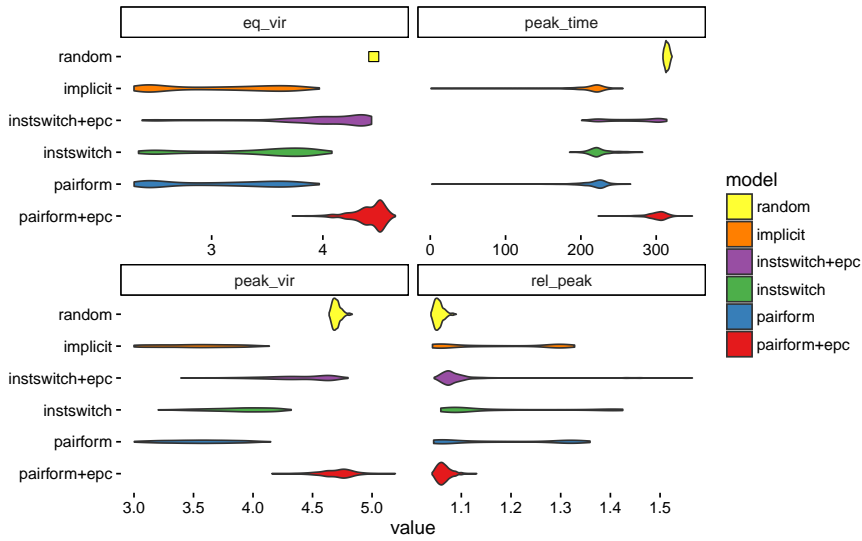 eq_vir
peak_time
random
implicit
instswitch+epc
instswitch
pairform
pairform+epc
3
4
0
100
200
300
peak_vir
rel_peak
random
implicit
instswitch+epc
instswitch
pairform
pairform+epc
3.0
3.5
4.0
4.5
5.0
1.1
1.2
1.3
1.4
1.5
value
model
random
implicit
instswitch+epc
instswitch
pairform
pairform+epc